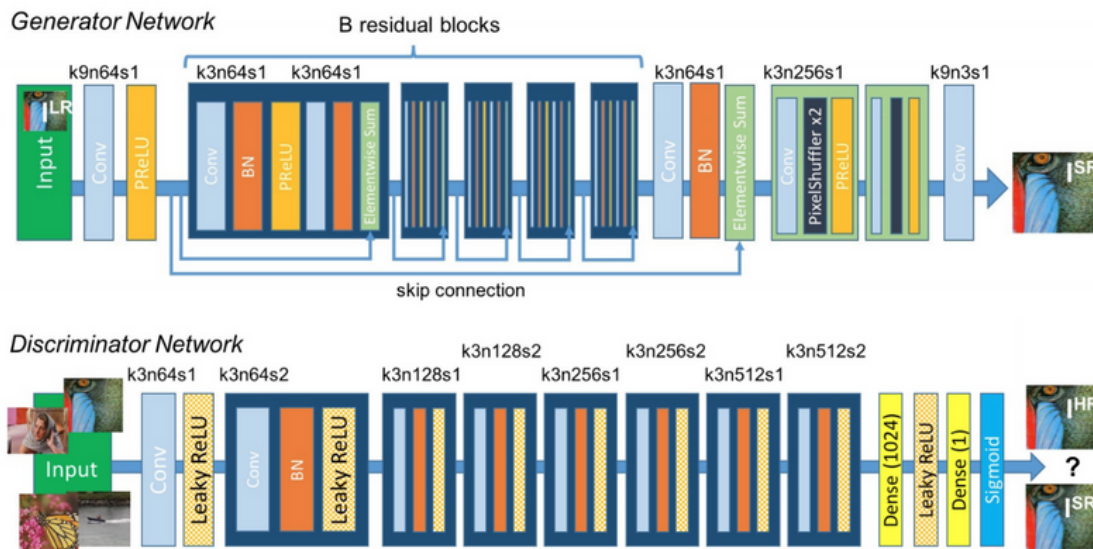 Generator Network
B residual blocks
k9n64s1
k3n64s1
k3n64s1
k3n64s1
k3n256s1
k9n3s1
I^LR
Input
Conv
PReLU
Conv
BN
PReLU
Elementwise Sum
Conv
BN
Elementwise Sum
Conv
PixelShuffler x2
PReLU
Conv
I^SR
skip connection
Discriminator Network
k3n64s1
k3n64s2
k3n128s1
k3n128s2
k3n256s1
k3n256s2
k3n512s1
k3n512s2
Input
Conv
Leaky ReLU
Conv
BN
Leaky ReLU
Dense (1024)
Leaky ReLU
Dense (1)
Sigmoid
I^HR
?
I^SR